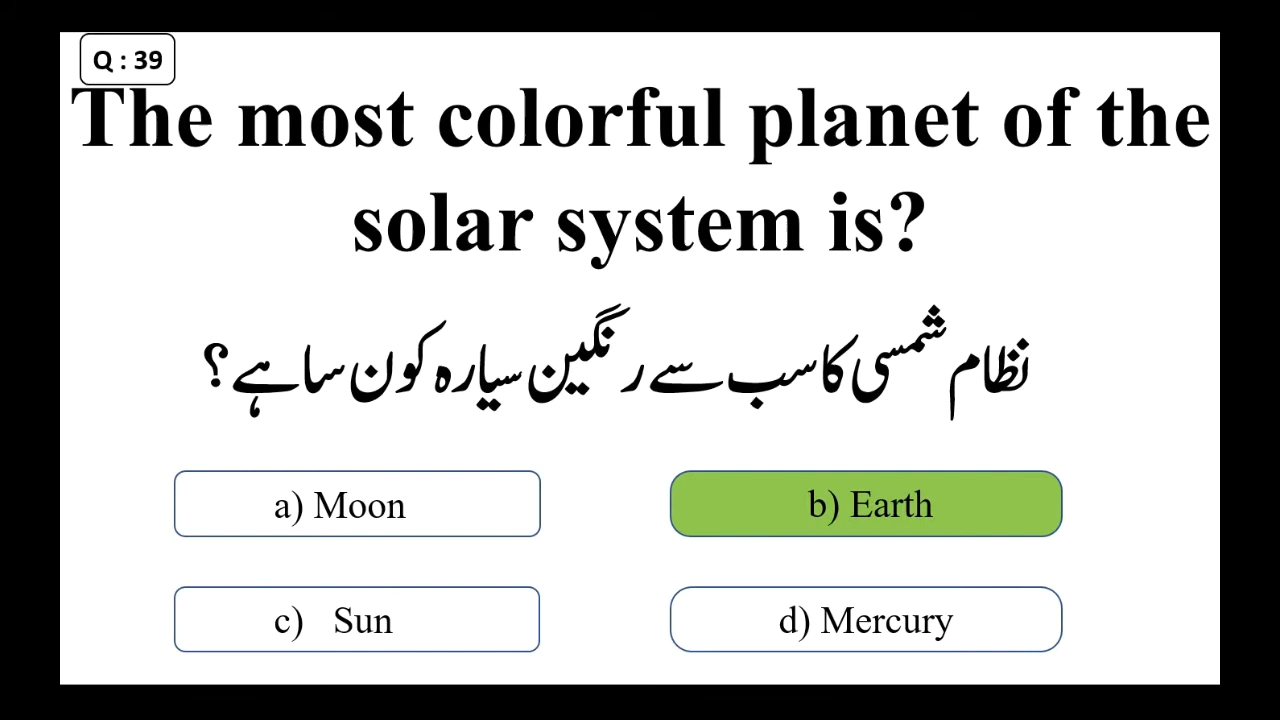 Q : 39
The most colorful planet of the
solar system is?
نظام شمسی کا سب سے رنگین سیارہ کون سا ہے؟
a) Moon
b) Earth
c) Sun
d) Mercury